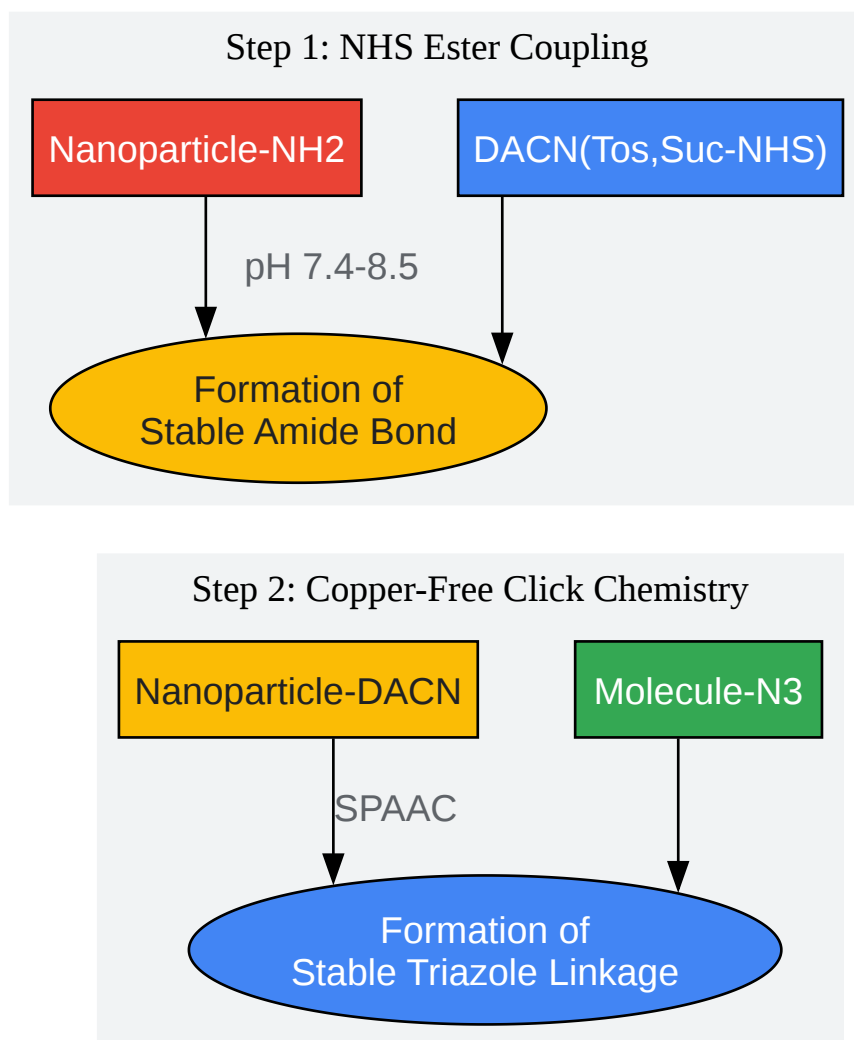 Step 1: NHS Ester Coupling
Nanoparticle-NH2
DACN(Tos,Suc-NHS)
pH 7.4-8.5
Formation of
Stable Amide Bond
Step 2: Copper-Free Click Chemistry
Nanoparticle-DACN
Molecule-N3
SPAAC
Formation of
Stable Triazole Linkage